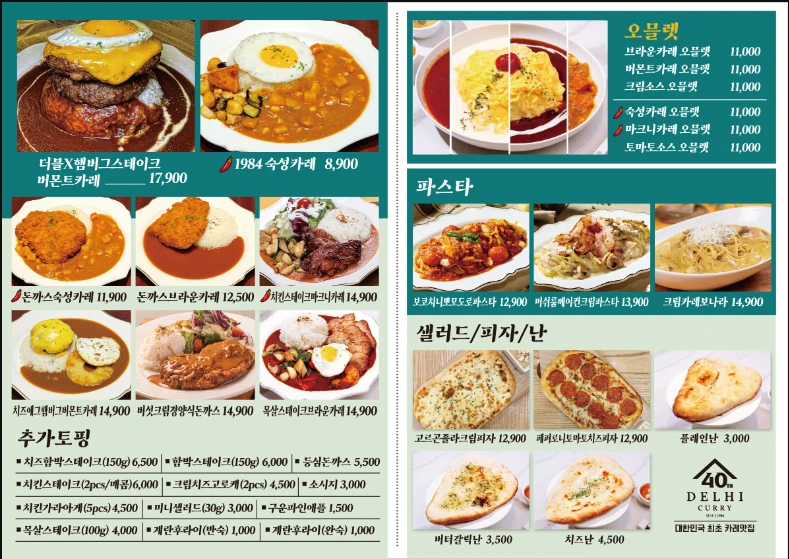 더블X햄버그스테이크
버몬트카레 17,900
1984 숙성카레 8,900
돈까스숙성카레 11,900
돈까스브라운카레 12,500
치킨스테이크마크니카레 14,900
치즈에그햄버그버몬트카레 14,900
버섯크림경양식돈까스 14,900
목살스테이크브라운카레 14,900
추가토핑
▪ 치즈함박스테이크(150g) 6,500 ▪ 함박스테이크(150g) 6,000 ▪ 등심돈까스 5,500
▪ 치킨스테이크(2pcs/매콤) 6,000 ▪ 크림치즈고로케(2pcs) 4,500 ▪ 소시지 3,000
▪ 치킨가라아게(5pcs) 4,500 ▪ 미니샐러드(30g) 3,000 ▪ 구운파인애플 1,500
▪ 목살스테이크(100g) 4,000 ▪ 계란후라이(반숙) 1,000 ▪ 계란후라이(완숙) 1,000
오믈렛
브라운카레 오믈렛 11,000
버몬트카레 오믈렛 11,000
크림소스 오믈렛 11,000
숙성카레 오믈렛 11,000
마크니카레 오믈렛 11,000
토마토소스 오믈렛 11,000
파스타
보코치니뽀모도로파스타 12,900
머쉬룸베이컨크림파스타 13,900
크림카레보나라 14,900
샐러드/피자/난
고르곤졸라크림피자 12,900
페퍼로니토마토치즈피자 12,900
플레인난 3,000
버터갈릭난 3,500
치즈난 4,500
40TH
DELHI
CURRY
SINCE1984
대한민국 최초 카레맛집